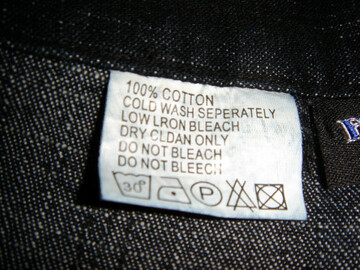 100% COTTON
COLD WASH SEPERATELY
LOW LRON BLEACH
DRY CLDAN ONLY
DO NOT BLEACH
DO NOT BLEECH
30°
P